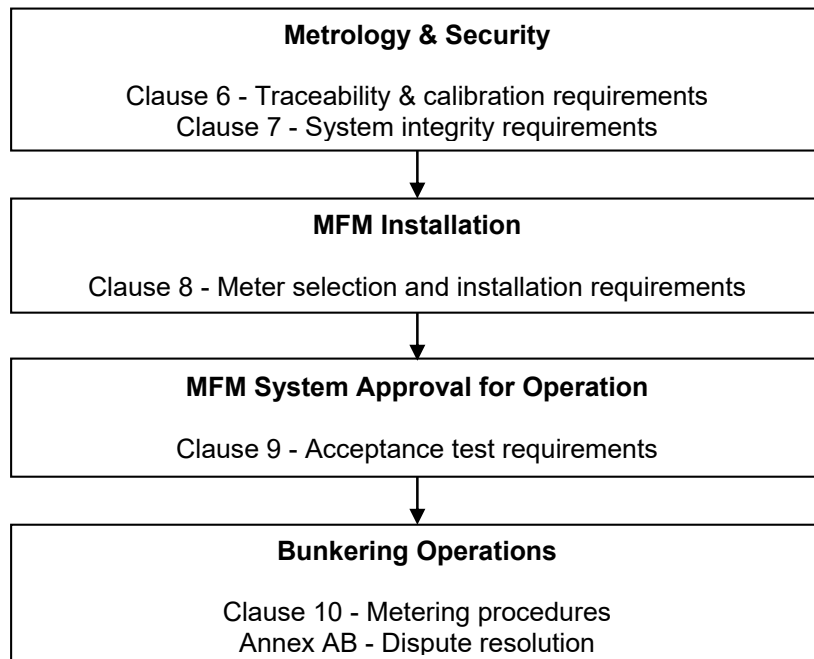 Metrology & Security
Clause 6 - Traceability & calibration requirements
Clause 7 - System integrity requirements
MFM Installation
Clause 8 - Meter selection and installation requirements
MFM System Approval for Operation
Clause 9 - Acceptance test requirements
Bunkering Operations
Clause 10 - Metering procedures
Annex AB - Dispute resolution